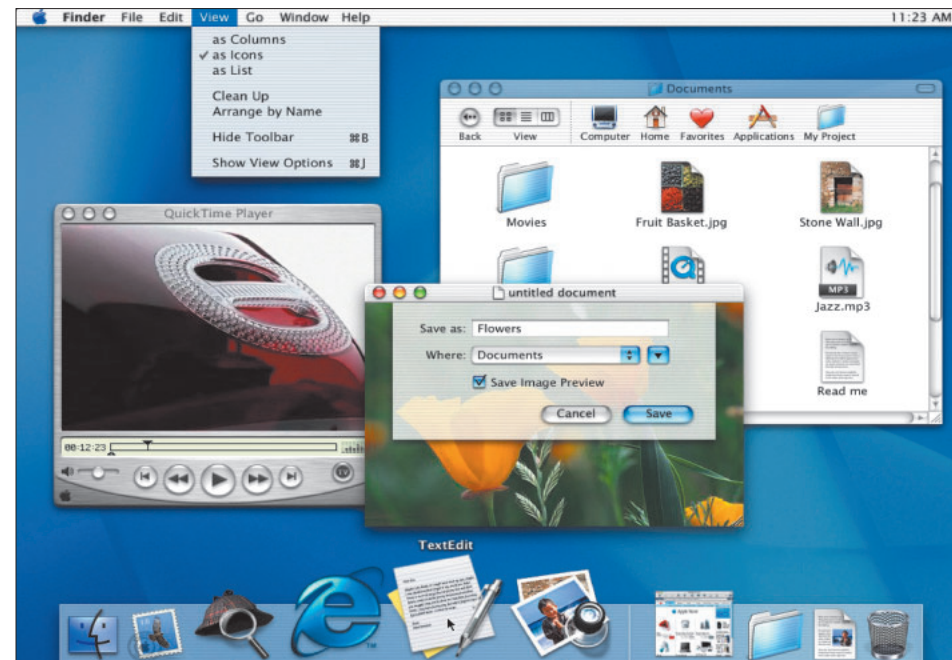 Finder File Edit View Go Window Help 11:23 AM
as Columns
✓ as Icons
as List
Clean Up
Arrange by Name
Hide Toolbar ⌘B
Show View Options ⌘J
Documents
Back View Computer Home Favorites Applications My Project
Movies Fruit Basket.jpg Stone Wall.jpg
MP3
Jazz.mp3
Read me
QuickTime Player
00:12:23
untitled document
Save as: Flowers
Where: Documents
Save Image Preview
Cancel Save
TextEdit
TM